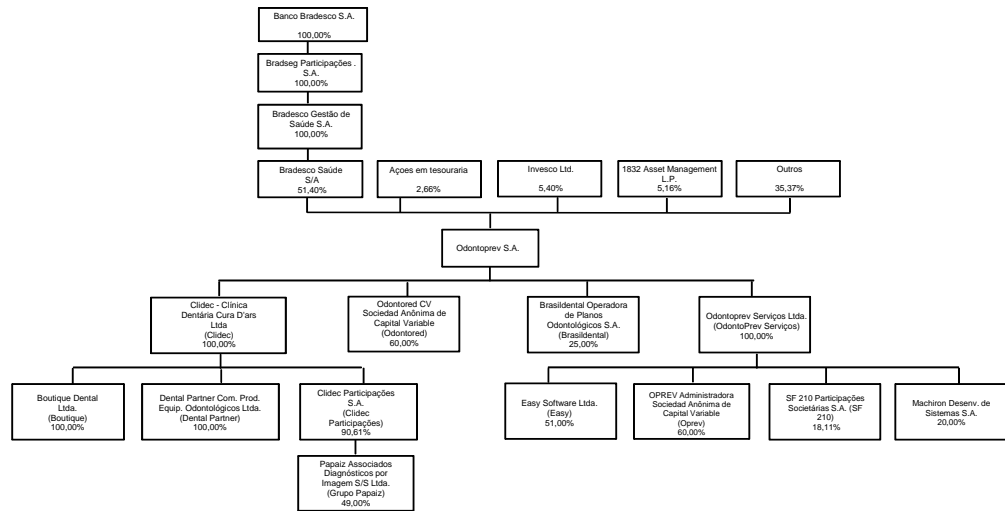 Banco Bradesco S.A.
100,00%
Bradseg Participações .
S.A.
100,00%
Bradesco Gestão de
Saúde S.A.
100,00%
Bradesco Saúde
S/A
51,40%
Açoes em tesouraria
2,66%
Invesco Ltd.
5,40%
1832 Asset Management
L.P.
5,16%
Outros
35,37%
Odontoprev S.A.
Clidec - Clínica
Dentária Cura D'ars
Ltda
(Clidec)
100,00%
Odontored CV
Sociedad Anônima de
Capital Variable
(Odontored)
60,00%
Brasildental Operadora
de Planos
Odontológicos S.A.
(Brasildental)
25,00%
Odontoprev Serviços Ltda.
(OdontoPrev Serviços)
100,00%
Boutique Dental
Ltda.
(Boutique)
100,00%
Dental Partner Com. Prod.
Equip. Odontológicos Ltda.
(Dental Partner)
100,00%
Clidec Participações
S.A.
(Clidec
Participações)
90,61%
Easy Software Ltda.
(Easy)
51,00%
OPREV Administradora
Sociedad Anônima de
Capital Variable
(Oprev)
60,00%
SF 210 Participações
Societárias S.A. (SF
210)
18,11%
Machiron Desenv. de
Sistemas S.A.
20,00%
Papaiz Associados
Diagnósticos por
Imagem S/S Ltda.
(Grupo Papaiz)
49,00%